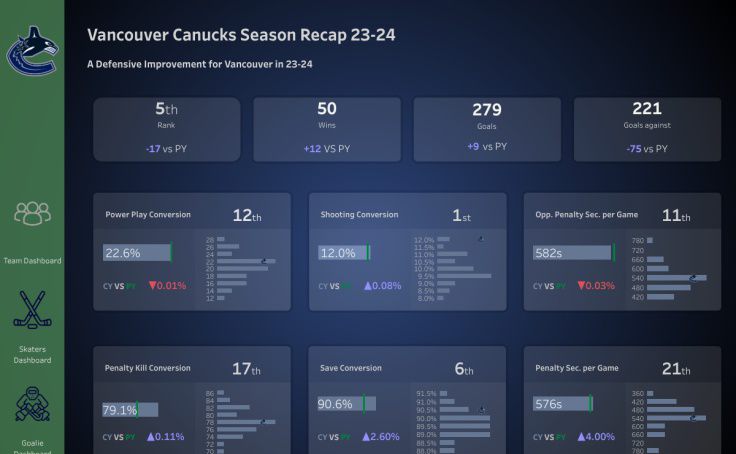 Vancouver Canucks Season Recap 23-24
A Defensive Improvement for Vancouver in 23-24
5th
Rank
-17 vs PY
50
Wins
+12 VS PY
279
Goals
+9 vs PY
221
Goals against
-75 vs PY
Team Dashboard
Skaters
Dashboard
Goalie
Power Play Conversion 12th
22.6%
CY VS PY ▼0.01%
28
26
24
22
20
18
16
14
12
Shooting Conversion 1st
12.0%
CY VS PY ▲0.08%
12.0%
11.5%
11.0%
10.5%
10.0%
9.5%
9.0%
8.5%
8.0%
Opp. Penalty Sec. per Game 11th
582s
CY VS PY ▼0.03%
780
720
660
600
540
480
420
Penalty Kill Conversion 17th
79.1%
CY VS PY ▲0.11%
86
84
82
80
78
76
74
72
70
Save Conversion 6th
90.6%
CY VS PY ▲2.60%
91.5%
91.0%
90.5%
90.0%
89.5%
89.0%
88.5%
88.0%
Penalty Sec. per Game 21th
576s
CY VS PY ▲4.00%
360
420
480
540
600
660
720